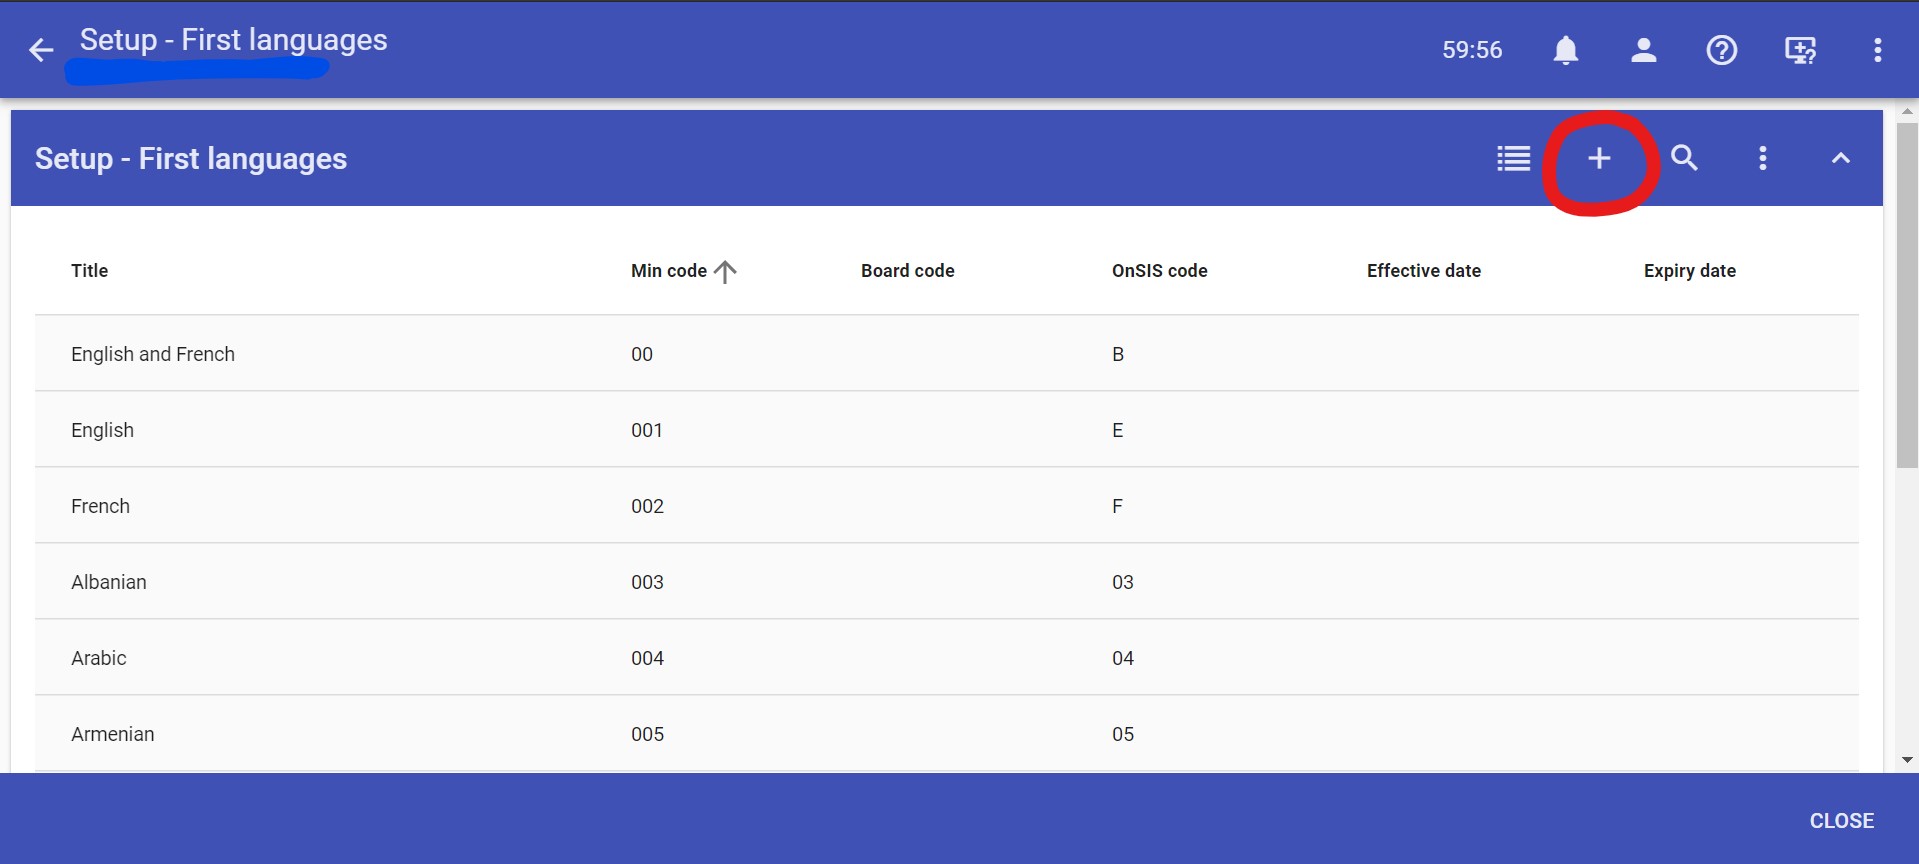 Setup - First languages
59:56
Setup - First languages
Title Min code Board code OnSIS code Effective date Expiry date
English and French 00 B
English 001 E
French 002 F
Albanian 003 03
Arabic 004 04
Armenian 005 05
CLOSE